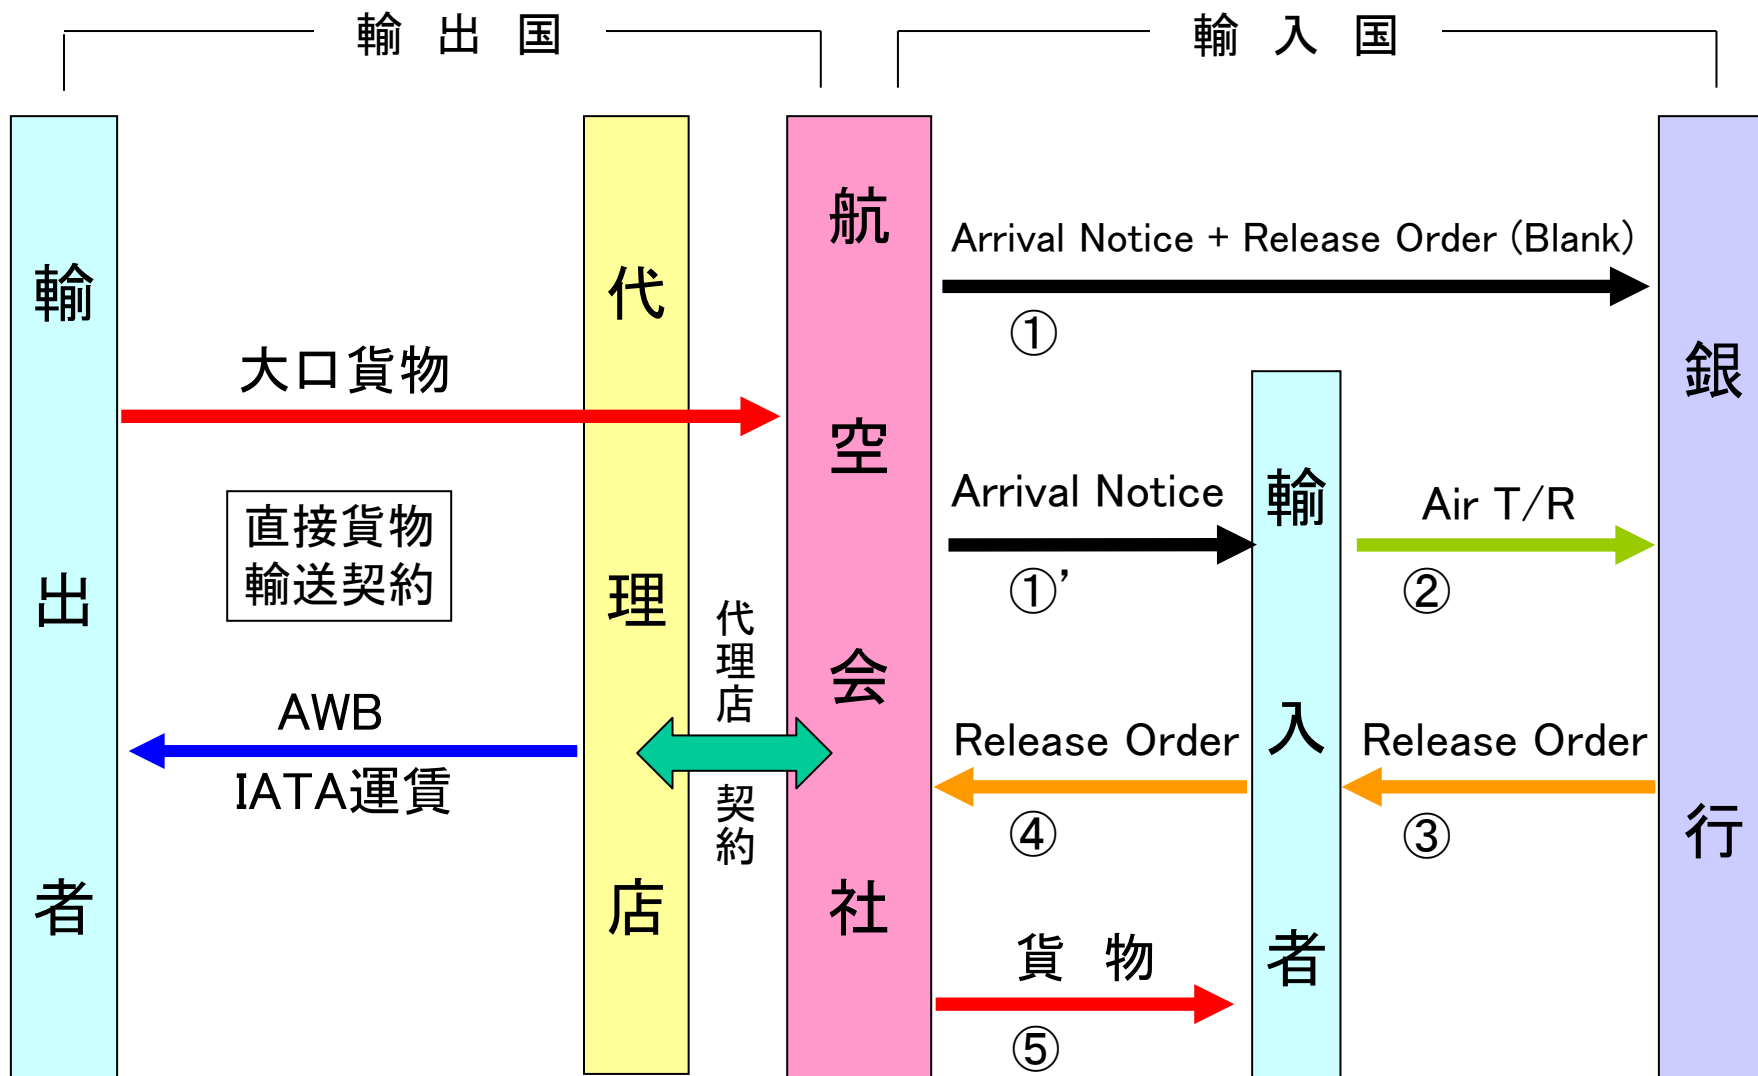 輸 出 国
輸 入 国
輸出者
代理店
航空会社
輸入者
銀行
大口貨物
直接貨物
輸送契約
AWB
IATA運賃
代理店
契約
Arrival Notice + Release Order (Blank)
①
Arrival Notice
①’
Air T/R
②
Release Order
③
Release Order
④
貨 物
⑤